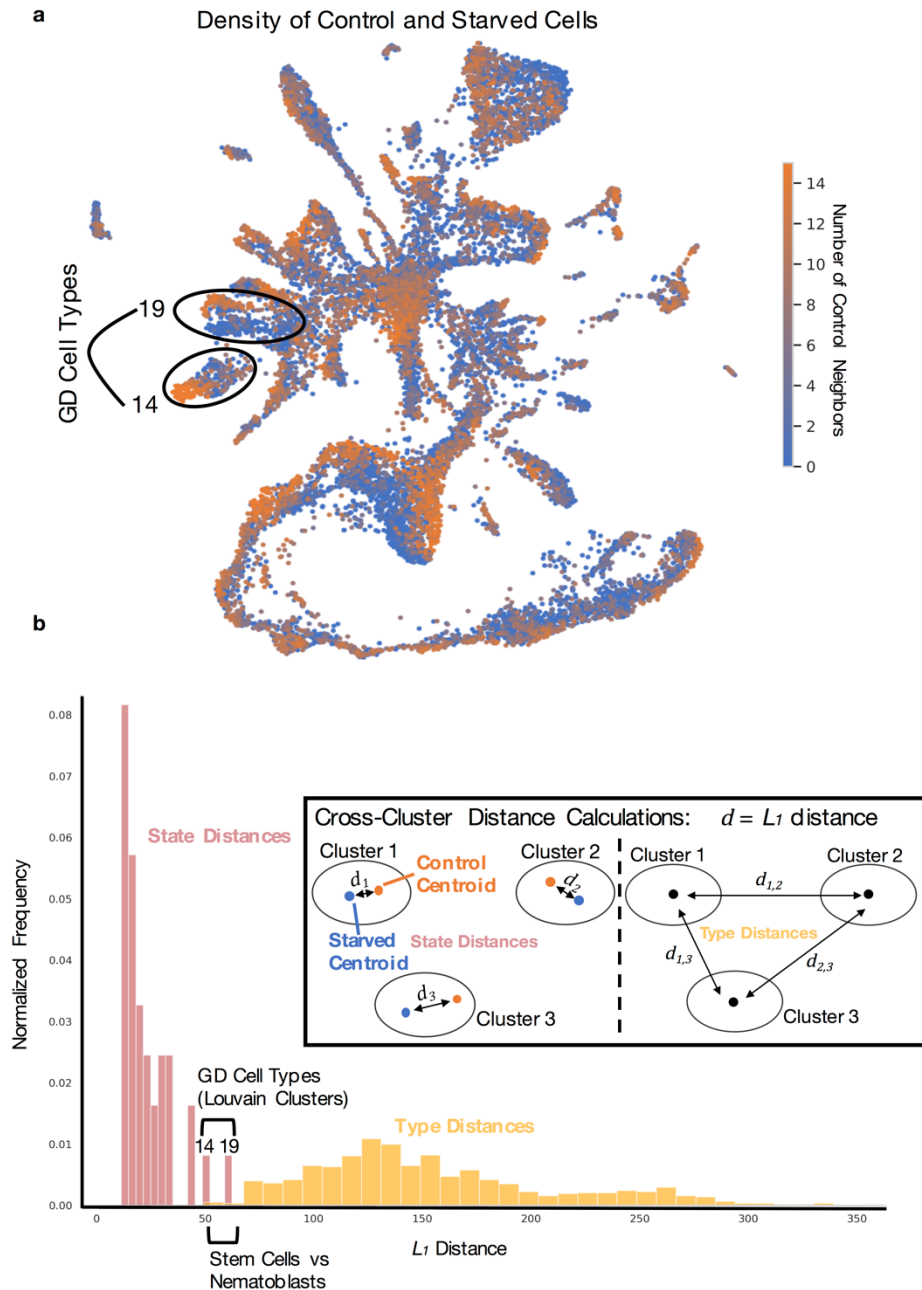 a
Density of Control and Starved Cells
GD Cell Types
19
14
14
12
10
8
6
4
2
0
Number of Control Neighbors
b
Normalized Frequency
0.08
0.07
0.06
0.05
0.04
0.03
0.02
0.01
0.00
State Distances
GD Cell Types
(Louvain Clusters)
14 19
Type Distances
Cross-Cluster Distance Calculations: d = L1 distance
Cluster 1
d1
Control
Centroid
Starved
Centroid
State Distances
Cluster 2
d2
d3
Cluster 3
Cluster 1
Cluster 2
d1,2
Type Distances
d1,3
d2,3
Cluster 3
0 50 100 150 200 250 300 350
L1 Distance
Stem Cells vs
Nematoblasts